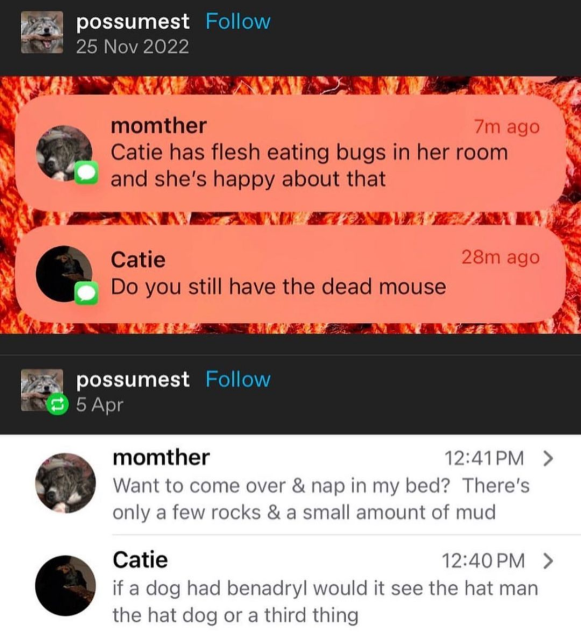 possumest Follow
25 Nov 2022
momther 7m ago
Catie has flesh eating bugs in her room
and she's happy about that
Catie 28m ago
Do you still have the dead mouse
possumest Follow
5 Apr
momther 12:41 PM
Want to come over & nap in my bed? There's
only a few rocks & a small amount of mud
Catie 12:40 PM
if a dog had benadryl would it see the hat man
the hat dog or a third thing